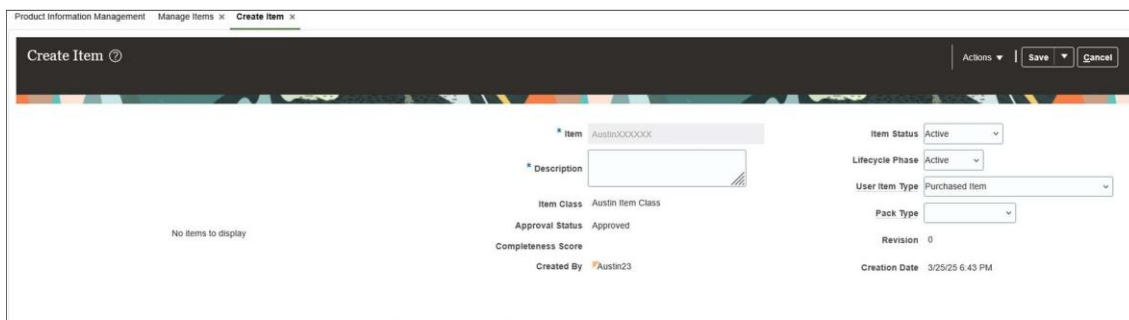 Product Information Management Manage Items × Create Item ×
Create Item ?
Actions ▼ Save ▼ Cancel
* Item AustinXXXXXX
* Description
Item Class Austin Item Class
Approval Status Approved
Completeness Score
Created By Austin23
No items to display
Item Status Active
Lifecycle Phase Active
User Item Type Purchased Item
Pack Type
Revision 0
Creation Date 3/25/25 6:43 PM